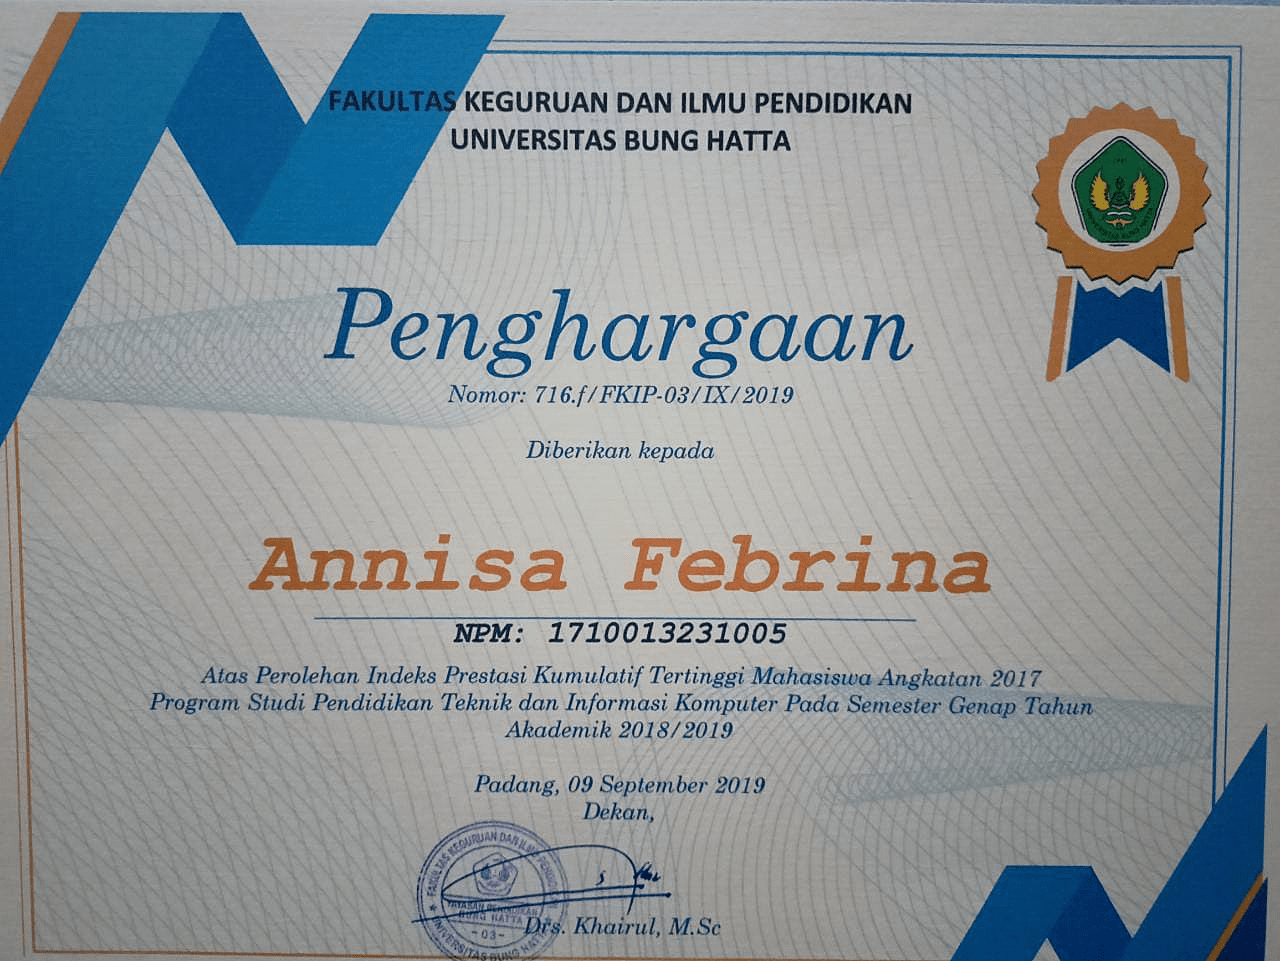 FAKULTAS KEGURUAN DAN ILMU PENDIDIKAN
UNIVERSITAS BUNG HATTA
UNIVERSITAS BUNG HATTA
Penghargaan
Nomor: 716.f/FKIP-03/IX/2019
Diberikan kepada
Annisa Febrina
NPM: 1710013231005
Atas Perolehan Indeks Prestasi Kumulatif Tertinggi Mahasiswa Angkatan 2017
Program Studi Pendidikan Teknik dan Informasi Komputer Pada Semester Genap Tahun
Akademik 2018/2019
Padang, 09 September 2019
Dekan,
FAKULTAS KEGURUAN DAN ILMU PENDIDIKAN
YAYASAN PENDIDIKAN
BUNG HATTA
-03-
UNIVERSITAS BUNG HATTA
Drs. Khairul, M.Sc